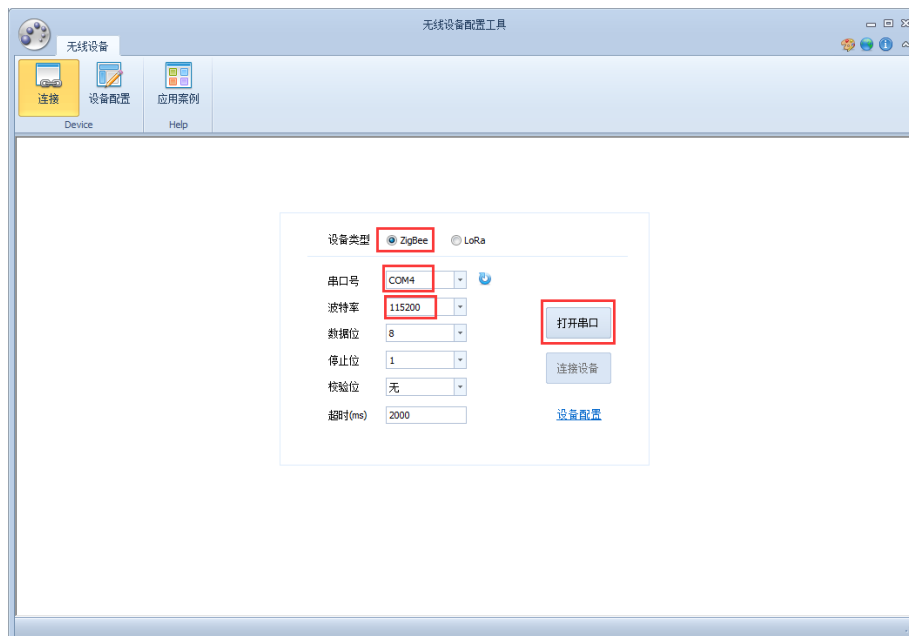 无线设备配置工具
无线设备
连接
设备配置
应用案例
Device
Help
设备类型 ZigBee LoRa
串口号 COM4
波特率 115200
打开串口
数据位 8
停止位 1
连接设备
校验位 无
超时(ms) 2000
设备配置